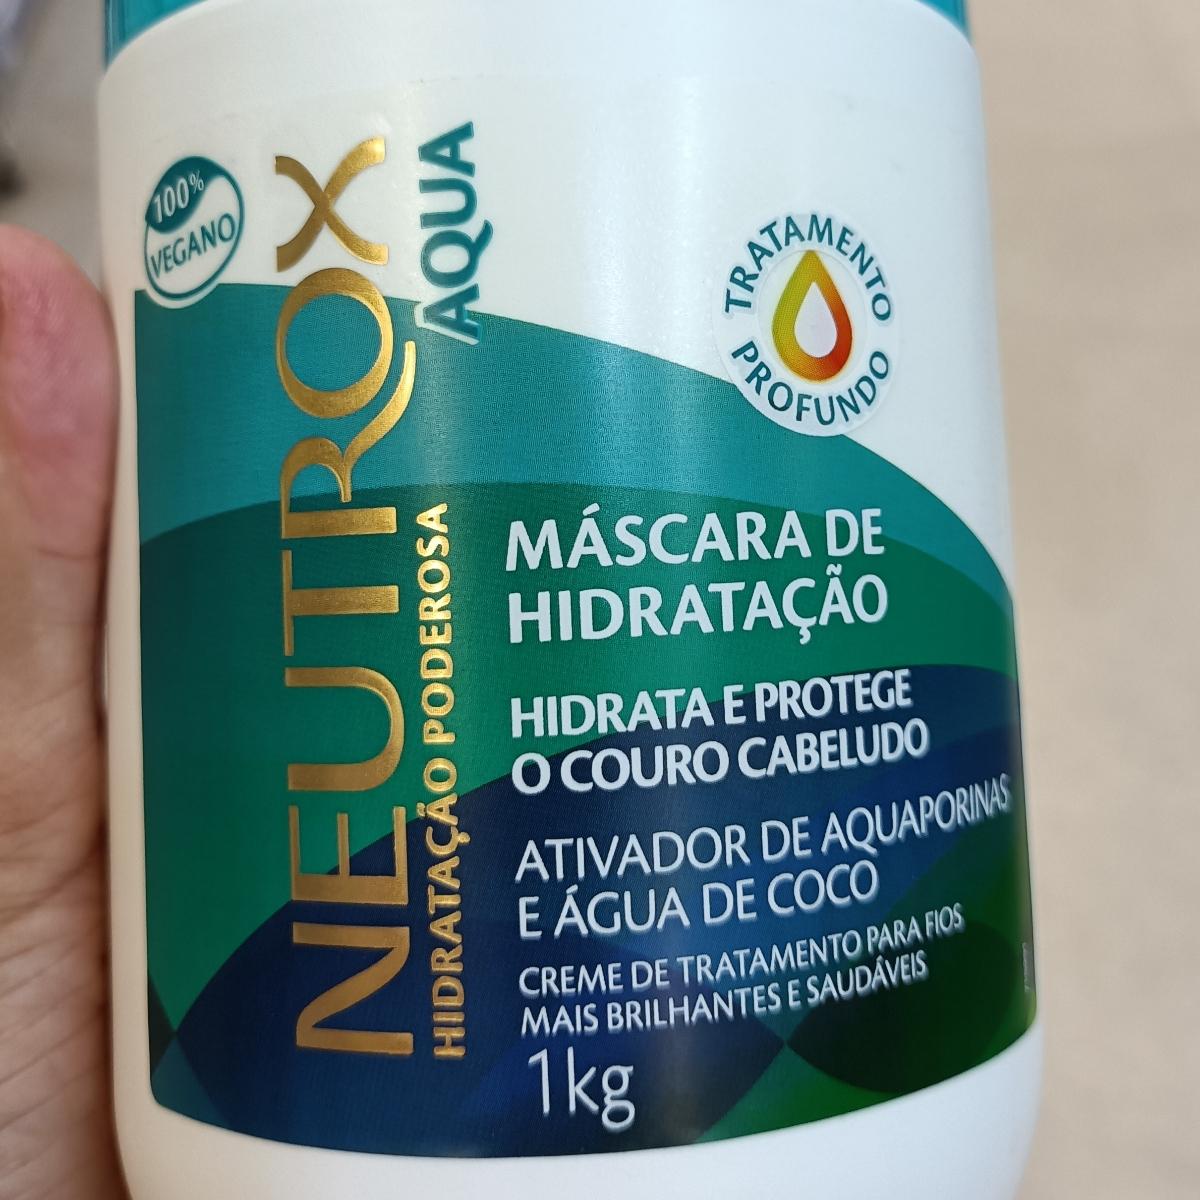 100%
VEGANO
NEUTROX
AQUA
HIDRATAÇÃO PODEROSA
TRATAMENTO
PROFUNDO
MÁSCARA DE
HIDRATAÇÃO
HIDRATA E PROTEGE
O COURO CABELUDO
ATIVADOR DE AQUAPORINAS*
E ÁGUA DE COCO
CREME DE TRATAMENTO PARA FIOS
MAIS BRILHANTES E SAUDÁVEIS
1kg